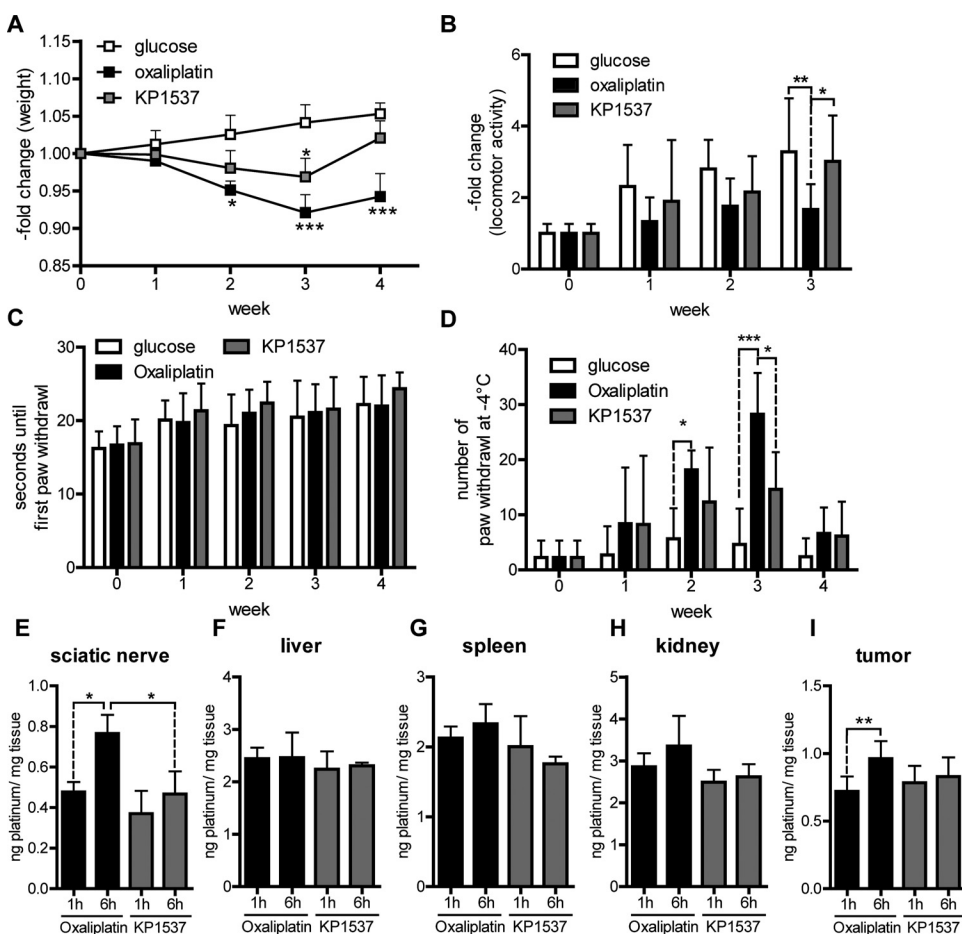 A
glucose
oxaliplatin
KP1537
-fold change (weight)
1.15
1.10
1.05
1.00
0.95
0.90
0.85
*
*
***
***
0 1 2 3 4
week
B
glucose
oxaliplatin
KP1537
-fold change
(locomotor activity)
6
4
2
0
**
*
0 1 2 3
week
C
glucose
Oxaliplatin
KP1537
seconds until
first paw withdrawl
30
20
10
0
0 1 2 3 4
week
D
glucose
Oxaliplatin
KP1537
number of
paw withdrawl at -4°C
40
30
20
10
0
*
***
*
0 1 2 3 4
week
E
sciatic nerve
ng platinum/ mg tissue
1.0
0.8
0.6
0.4
0.2
0.0
*
*
1h 6h 1h 6h
Oxaliplatin KP1537
F
liver
ng platinum/ mg tissue
4
3
2
1
0
1h 6h 1h 6h
Oxaliplatin KP1537
G
spleen
ng platinum/ mg tissue
3
2
1
0
1h 6h 1h 6h
Oxaliplatin KP1537
H
kidney
ng platinum/ mg tissue
5
4
3
2
1
0
1h 6h 1h 6h
Oxaliplatin KP1537
I
tumor
ng platinum/ mg tissue
1.5
1.0
0.5
0.0
**
1h 6h 1h 6h
Oxaliplatin KP1537